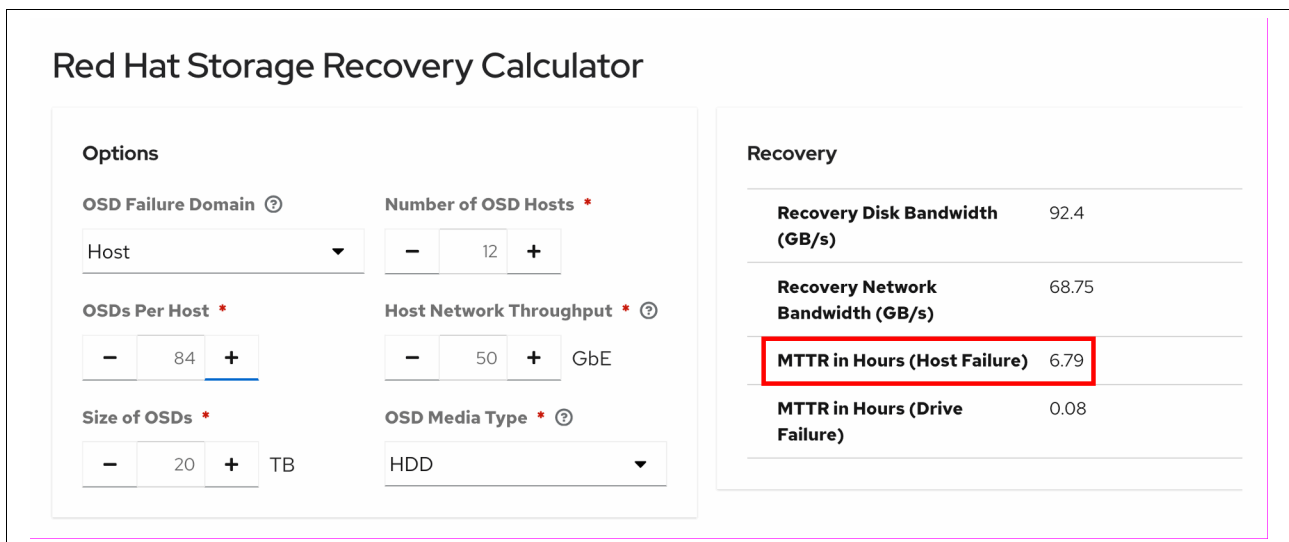 Red Hat Storage Recovery Calculator
Options
OSD Failure Domain ?
Number of OSD Hosts *
Host
− 12 +
OSDs Per Host *
Host Network Throughput * ?
− 84 +
− 50 + GbE
Size of OSDs *
OSD Media Type * ?
− 20 + TB
HDD
Recovery
Recovery Disk Bandwidth 92.4
(GB/s)
Recovery Network 68.75
Bandwidth (GB/s)
MTTR in Hours (Host Failure) 6.79
MTTR in Hours (Drive 0.08
Failure)